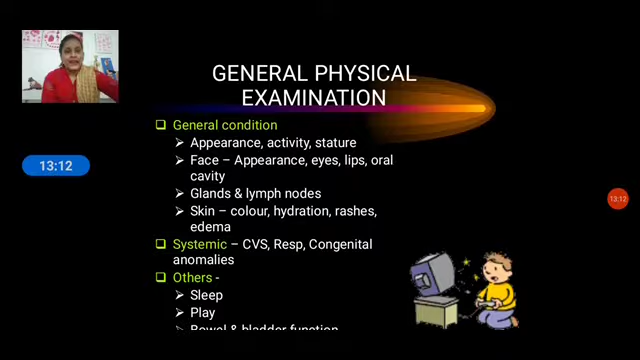 GENERAL PHYSICAL
EXAMINATION
General condition
Appearance, activity, stature
Face – Appearance, eyes, lips, oral
cavity
Glands & lymph nodes
Skin – colour, hydration, rashes,
edema
Systemic – CVS, Resp, Congenital
anomalies
Others -
Sleep
Play
Bowel & bladder function
13:12
13:12